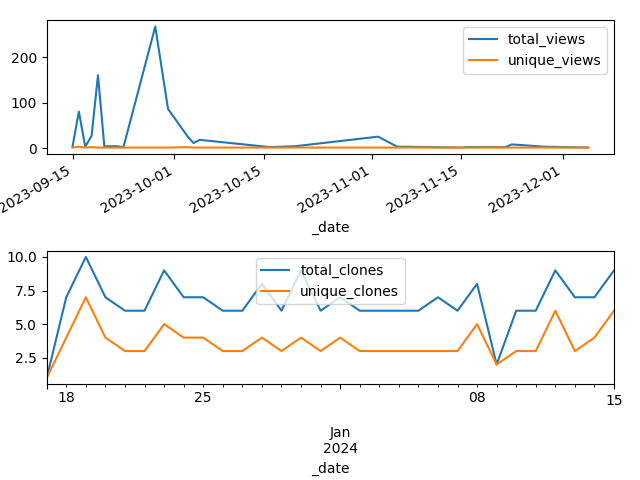 total_views
unique_views
200
100
0
2023-09-15
2023-10-01
2023-10-15
2023-11-01
2023-11-15
2023-12-01
_date
total_clones
unique_clones
10.0
7.5
5.0
2.5
18
25
08
15
Jan
2024
_date